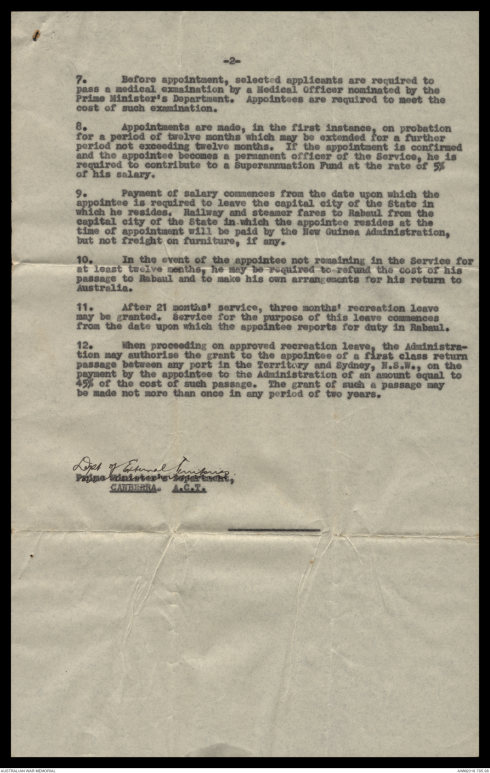 -2-
7. Before appointment, selected applicants are required to
pass a medical examination by a Medical Officer nominated by the
Prime Minister's Department. Appointees are required to meet the
cost of such examination.
8. Appointments are made, in the first instance, on probation
for a period of twelve months which may be extended for a further
period not exceeding twelve months. If the appointment is confirmed
and the appointee becomes a permanent officer of the Service, he is
required to contribute to a Superannuation Fund at the rate of 5%
of his salary.
9. Payment of salary commences from the date upon which the
appointee is required to leave the capital city of the State in
which he resides. Railway and steamer fares to Rabaul from the
capital city of the State in which the appointee resides at the
time of appointment will be paid by the New Guinea Administration,
but not freight on furniture, if any.
10. In the event of the appointee not remaining in the Service for
at least twelve months, he may be required to refund the cost of his
passage to Rabaul and to make his own arrangements for his return to
Australia.
11. After 21 months' service, three months' recreation leave
may be granted. Service for the purpose of this leave commences
from the date upon which the appointee reports for duty in Rabaul.
12. When proceeding on approved recreation leave, the Administra-
tion may authorise the grant to the appointee of a first class return
passage between any port in the Territory and Sydney, N.S.W., on the
payment by the appointee to the Administration of an amount equal to
45% of the cost of such passage. The grant of such a passage may
be made not more than once in any period of two years.
Dept of External Territories
Prime Minister's Department,
CANBERRA. A.C.T.
AUSTRALIAN WAR MEMORIAL